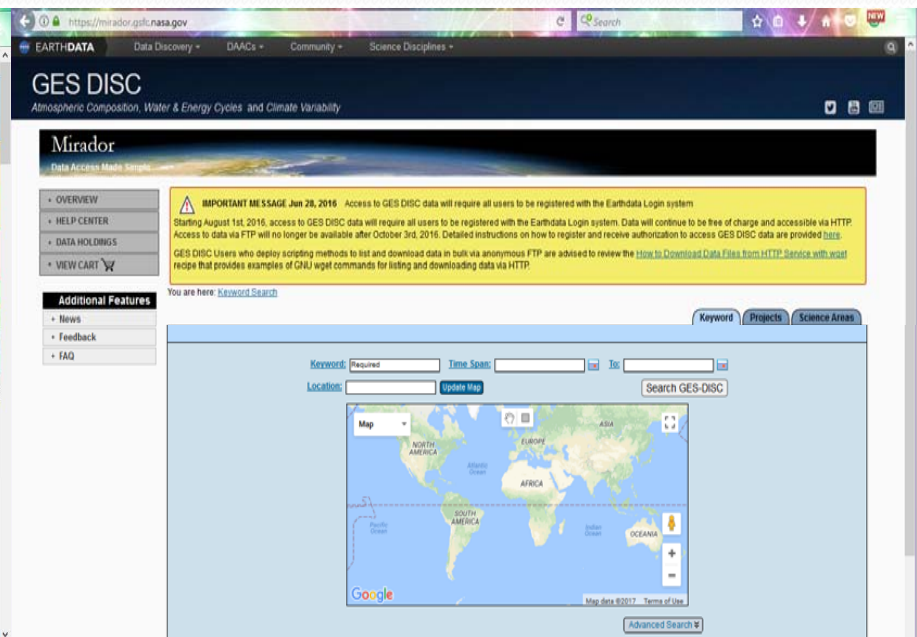 https://mirador.gsfc.nasa.gov
Search
NEW
EARTHDATA Data Discovery DAACs Community Science Disciplines
GES DISC
Atmospheric Composition, Water & Energy Cycles and Climate Variability
Mirador
Data Access Made Simple
OVERVIEW
HELP CENTER
DATA HOLDINGS
VIEW CART
Additional Features
News
Feedback
FAQ
IMPORTANT MESSAGE Jun 28, 2016 Access to GES DISC data will require all users to be registered with the Earthdata Login system
Starting August 1st, 2016, access to GES DISC data will require all users to be registered with the Earthdata Login system. Data will continue to be free of charge and accessible via HTTP.
Access to data via FTP will no longer be available after October 3rd, 2016. Detailed instructions on how to register and receive authorization to access GES DISC data are provided here.
GES DISC Users who deploy scripting methods to list and download data in bulk via anonymous FTP are advised to review the How to Download Data Files from HTTP Service with wget
recipe that provides examples of GNU wget commands for listing and downloading data via HTTP.
You are here: Keyword Search
Keyword Projects Science Areas
Keyword: Required Time Span: To:
Location: Update Map Search GES-DISC
Map
NORTH
AMERICA
Atlantic
Ocean
EUROPE
ASIA
AFRICA
SOUTH
AMERICA
Pacific
Ocean
Indian
Ocean
OCEANIA
+
−
Google
Map data ©2017 Terms of Use
Advanced Search